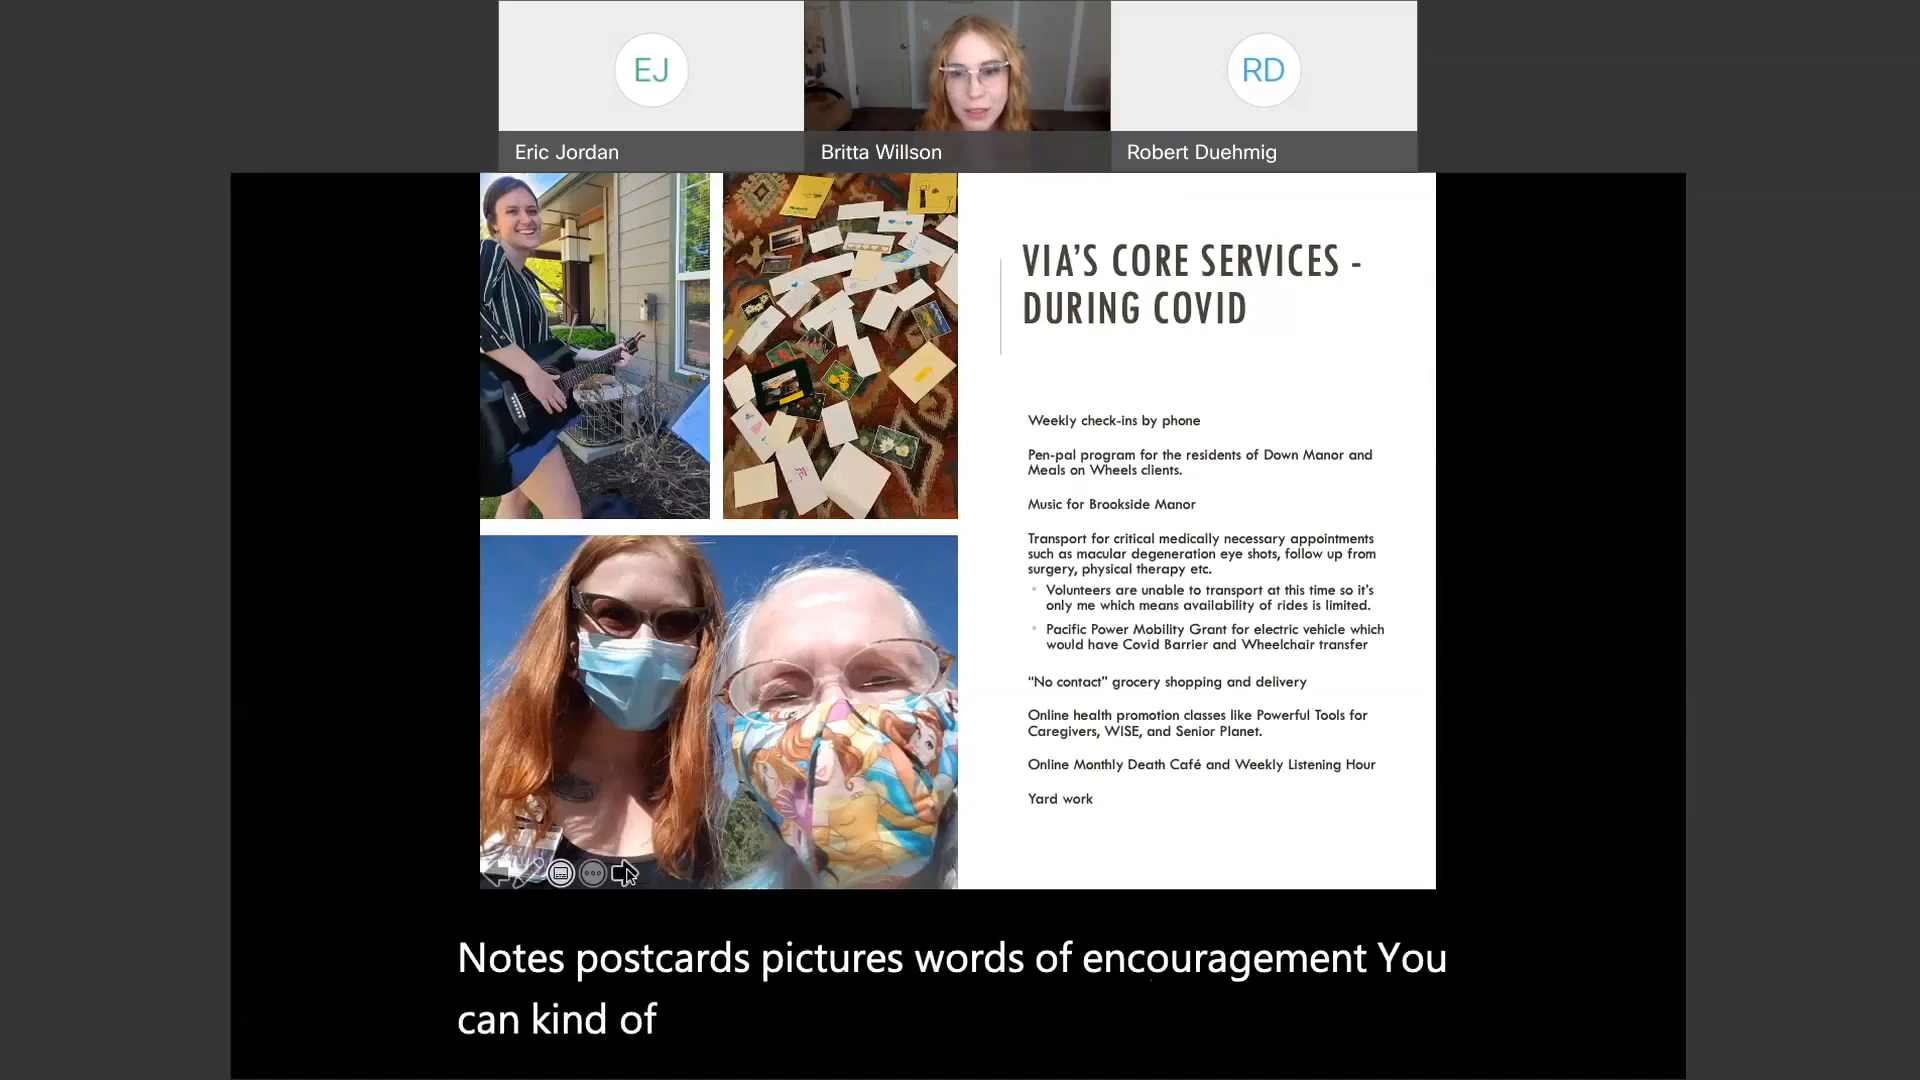 EJ
RD
Eric Jordan
Britta Willson
Robert Duehmig
VIA'S CORE SERVICES -
DURING COVID
Weekly check-ins by phone
Pen-pal program for the residents of Down Manor and
Meals on Wheels clients.
Music for Brookside Manor
Transport for critical medically necessary appointments
such as macular degeneration eye shots, follow up from
surgery, physical therapy etc.
Volunteers are unable to transport at this time so it's
only me which means availability of rides is limited.
Pacific Power Mobility Grant for electric vehicle which
would have Covid Barrier and Wheelchair transfer
"No contact" grocery shopping and delivery
Online health promotion classes like Powerful Tools for
Caregivers, WISE, and Senior Planet.
Online Monthly Death Café and Weekly Listening Hour
Yard work
Notes postcards pictures words of encouragement You
can kind of